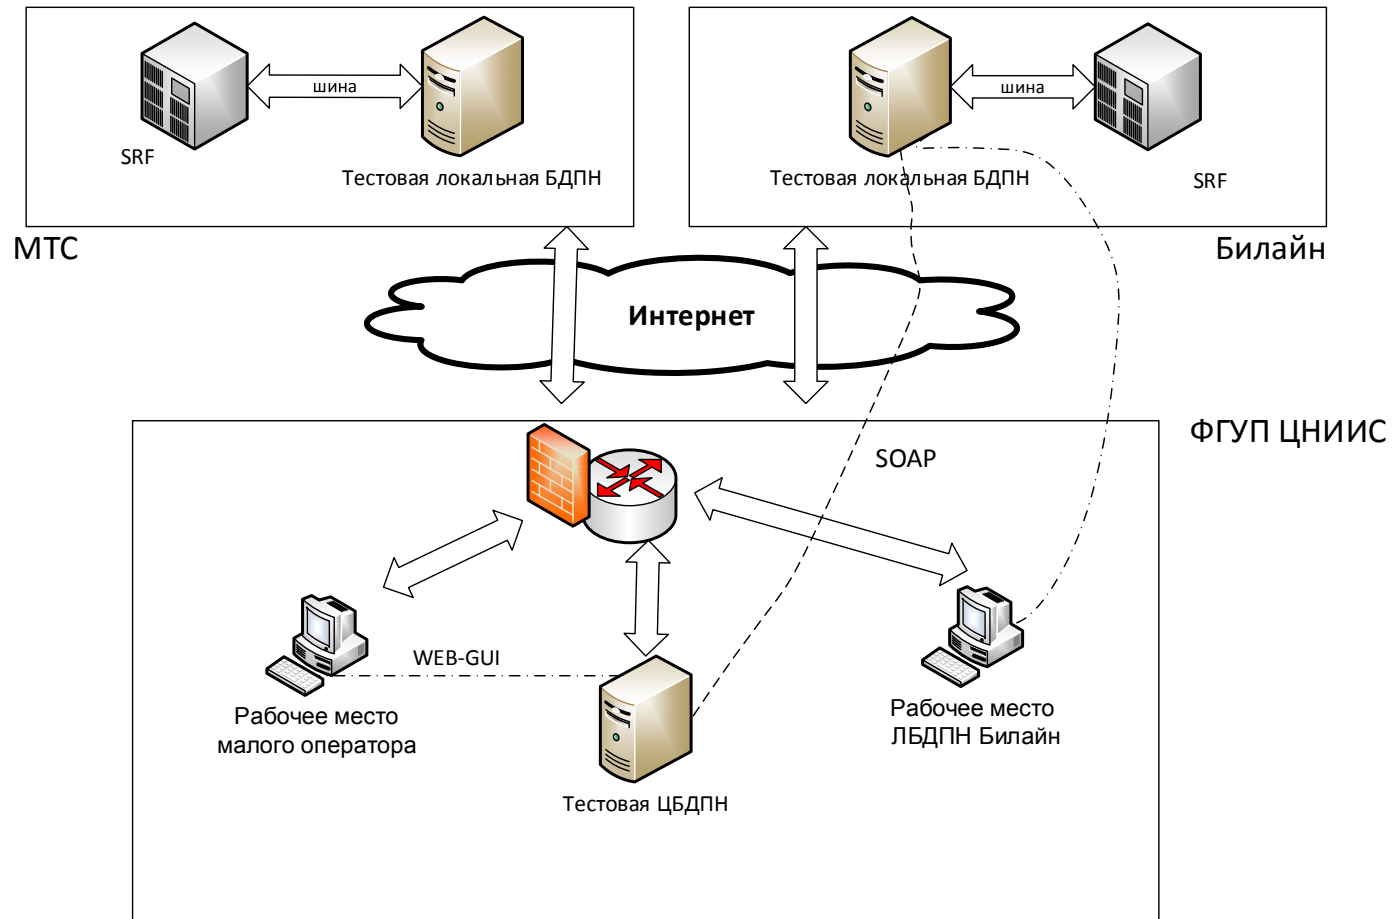 шина
SRF
Тестовая локальная БДПН
МТС
шина
Тестовая локальная БДПН
SRF
Билайн
Интернет
ФГУП ЦНИИС
SOAP
WEB-GUI
Рабочее место
малого оператора
Тестовая ЦБДПН
Рабочее место
ЛБДПН Билайн